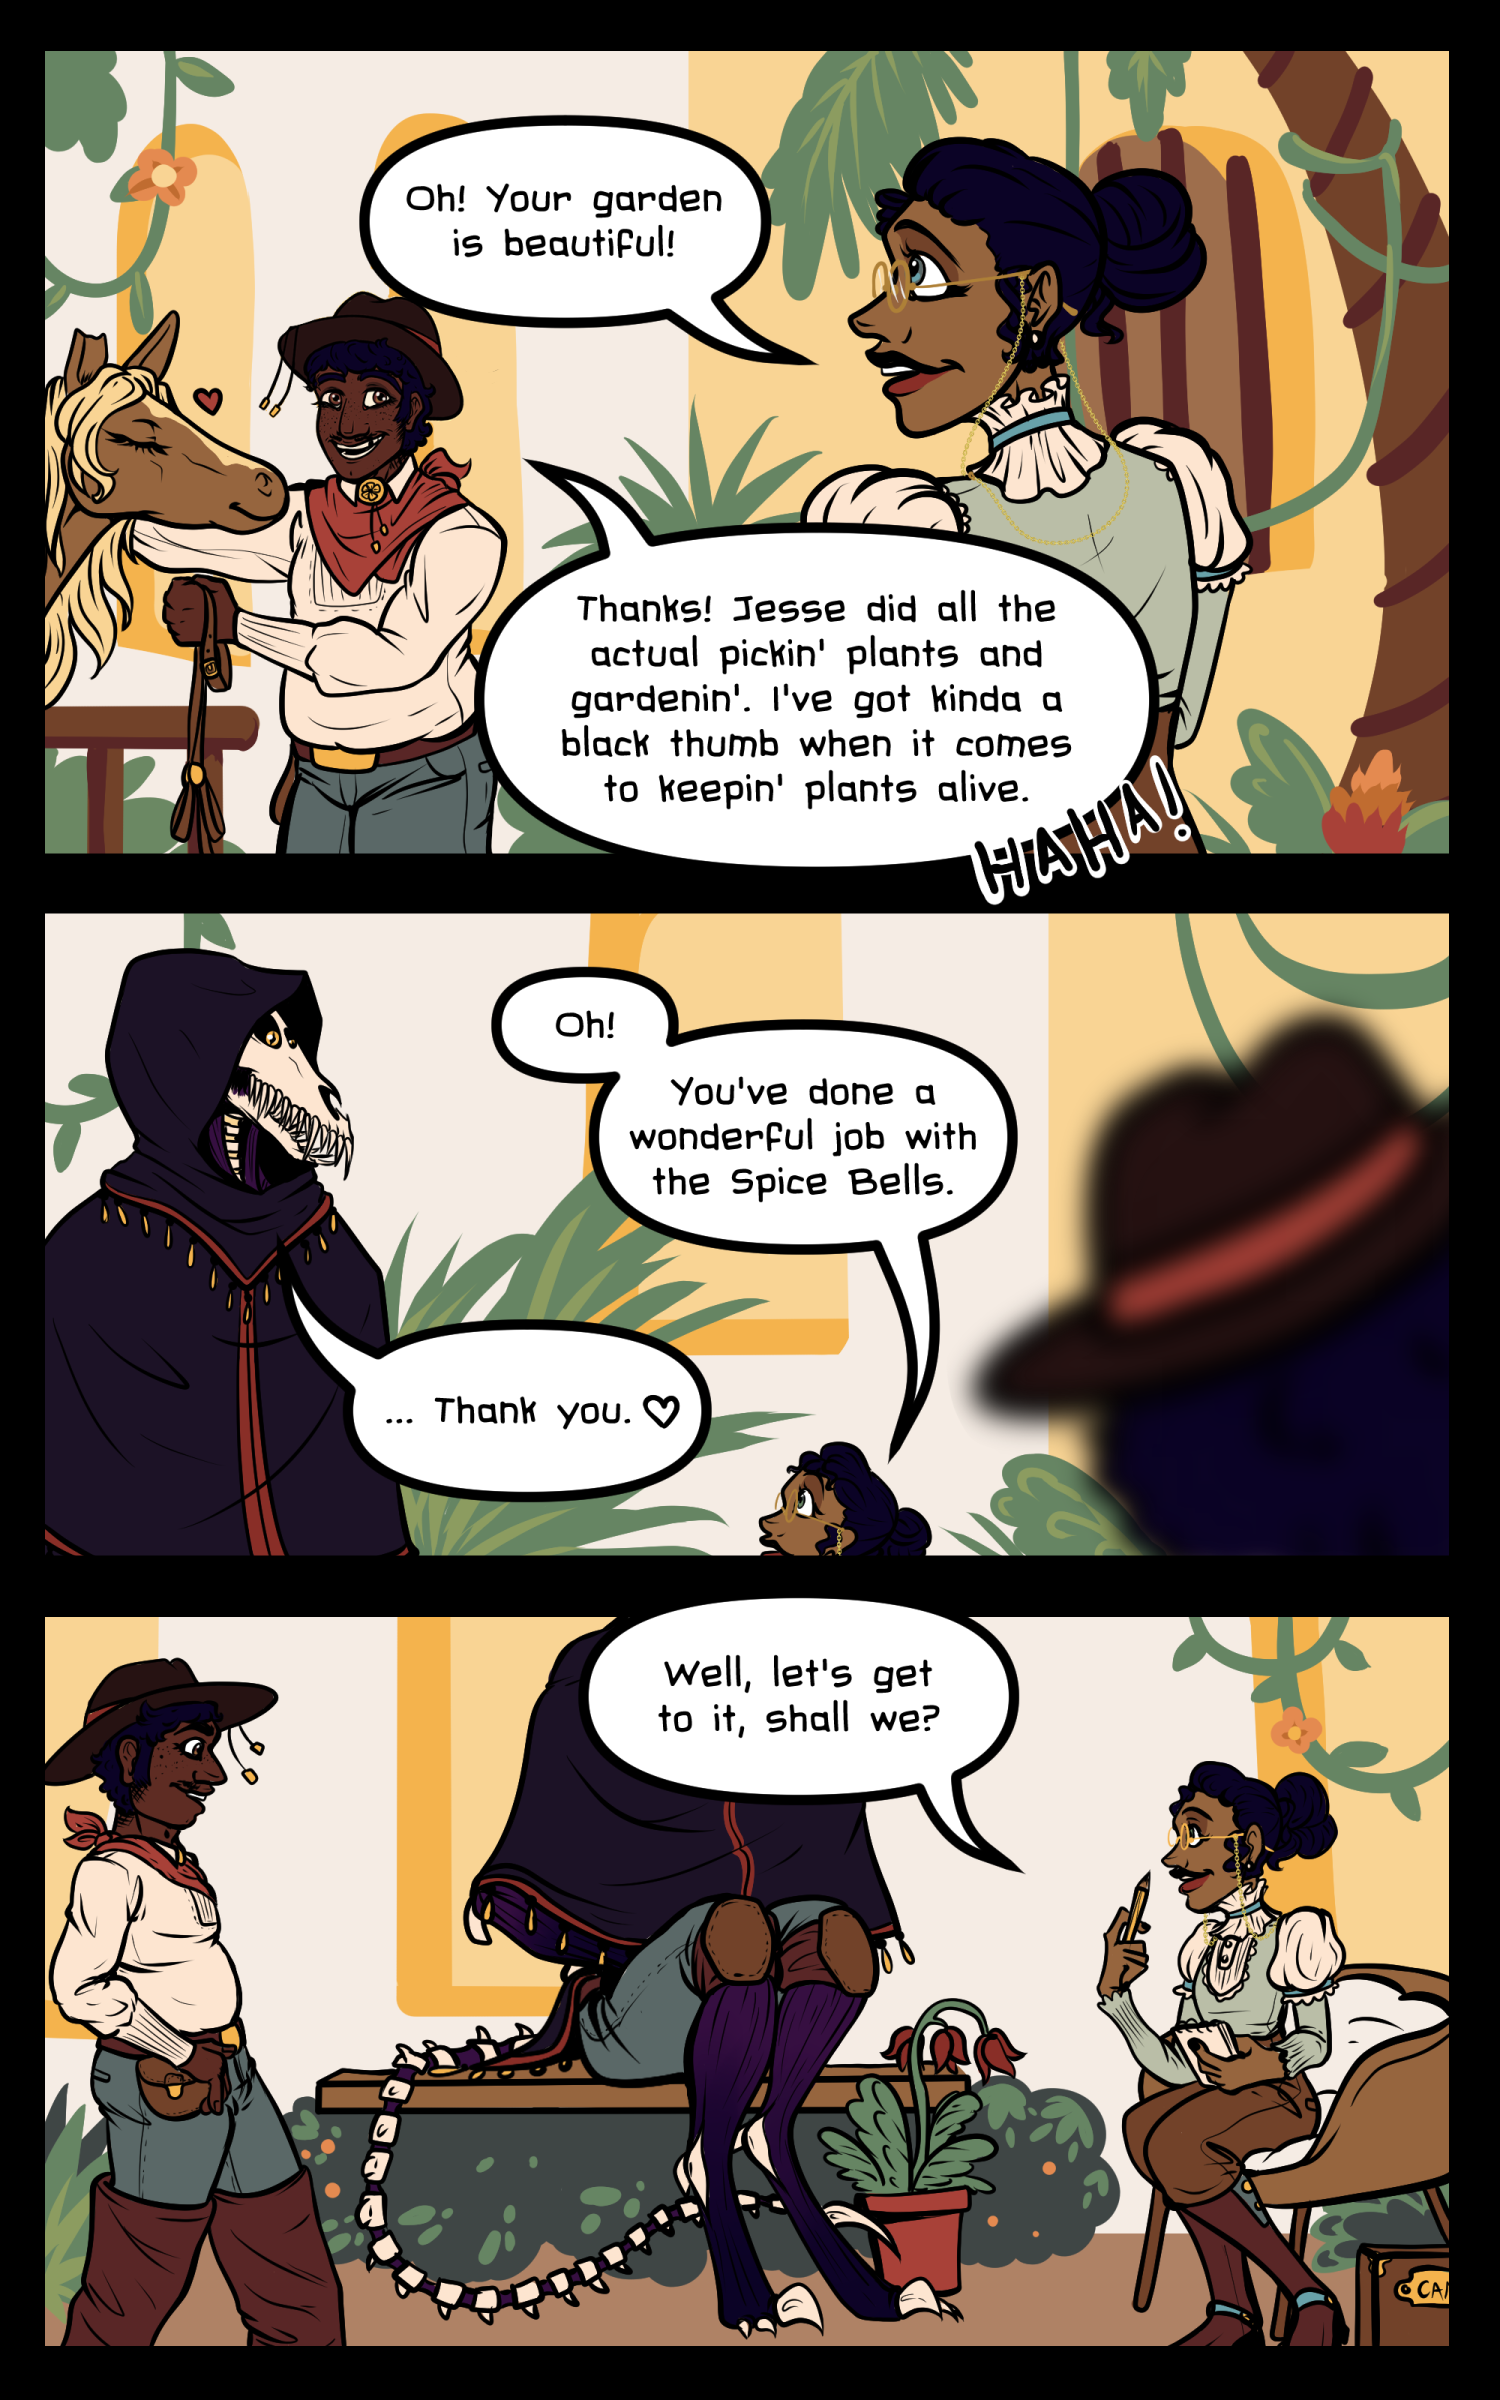 Oh! Your garden
is beautiful!
Thanks! Jesse did all the
actual pickin' plants and
gardenin'. I've got kinda a
black thumb when it comes
to keepin' plants alive.
HAHA!
Oh!
You've done a
wonderful job with
the Spice Bells.
... Thank you. ♡
Well, let's get
to it, shall we?
CAM